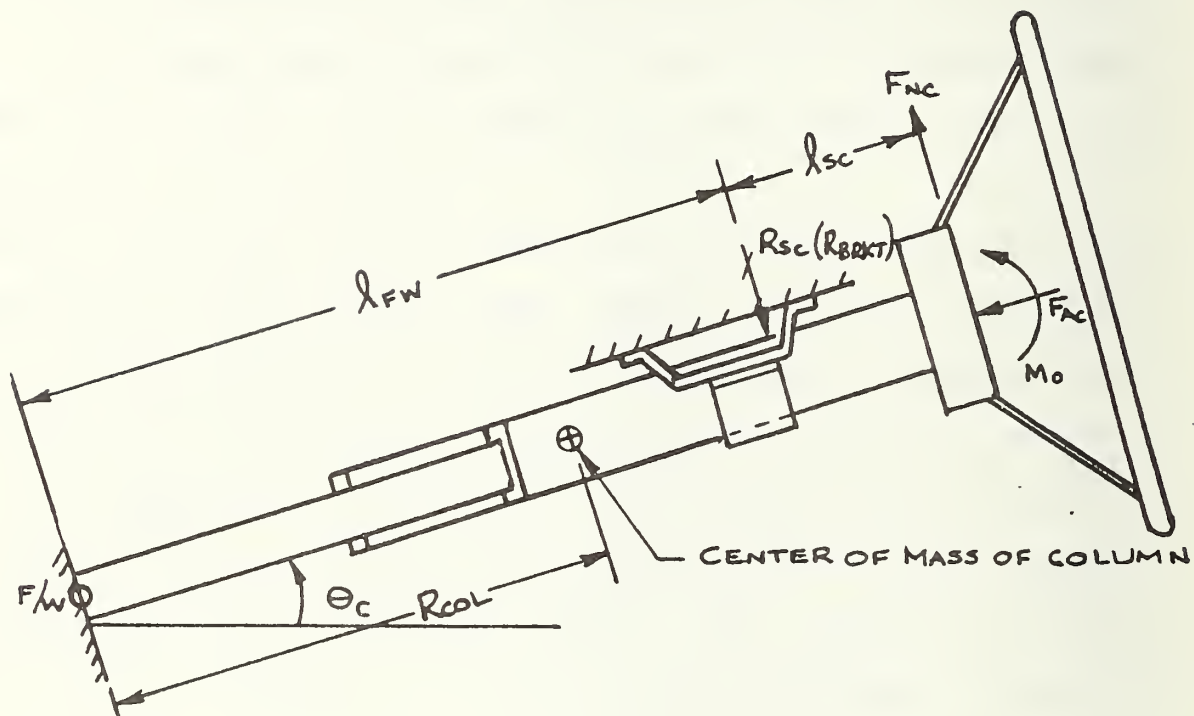 F_NC
l_SC
R_SC (R_BRKT)
l_FW
F_AC
M_O
CENTER OF MASS OF COLUMN
F/W
θ_C
R_COL